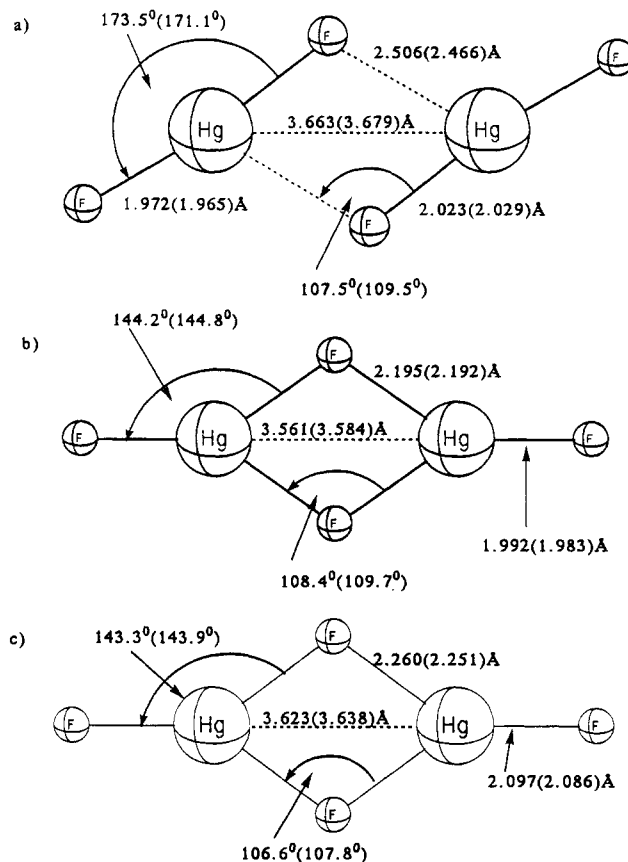 a)
173.5⁰(171.1⁰)
F
2.506(2.466)Å
F
Hg
3.663(3.679)Å
Hg
F
1.972(1.965)Å
F
2.023(2.029)Å
107.5⁰(109.5⁰)
b)
144.2⁰(144.8⁰)
F
2.195(2.192)Å
F
Hg
3.561(3.584)Å
Hg
F
F
1.992(1.983)Å
108.4⁰(109.7⁰)
c)
143.3⁰(143.9⁰)
F
2.260(2.251)Å
F
Hg
3.623(3.638)Å
Hg
F
2.097(2.086)Å
F
106.6⁰(107.8⁰)